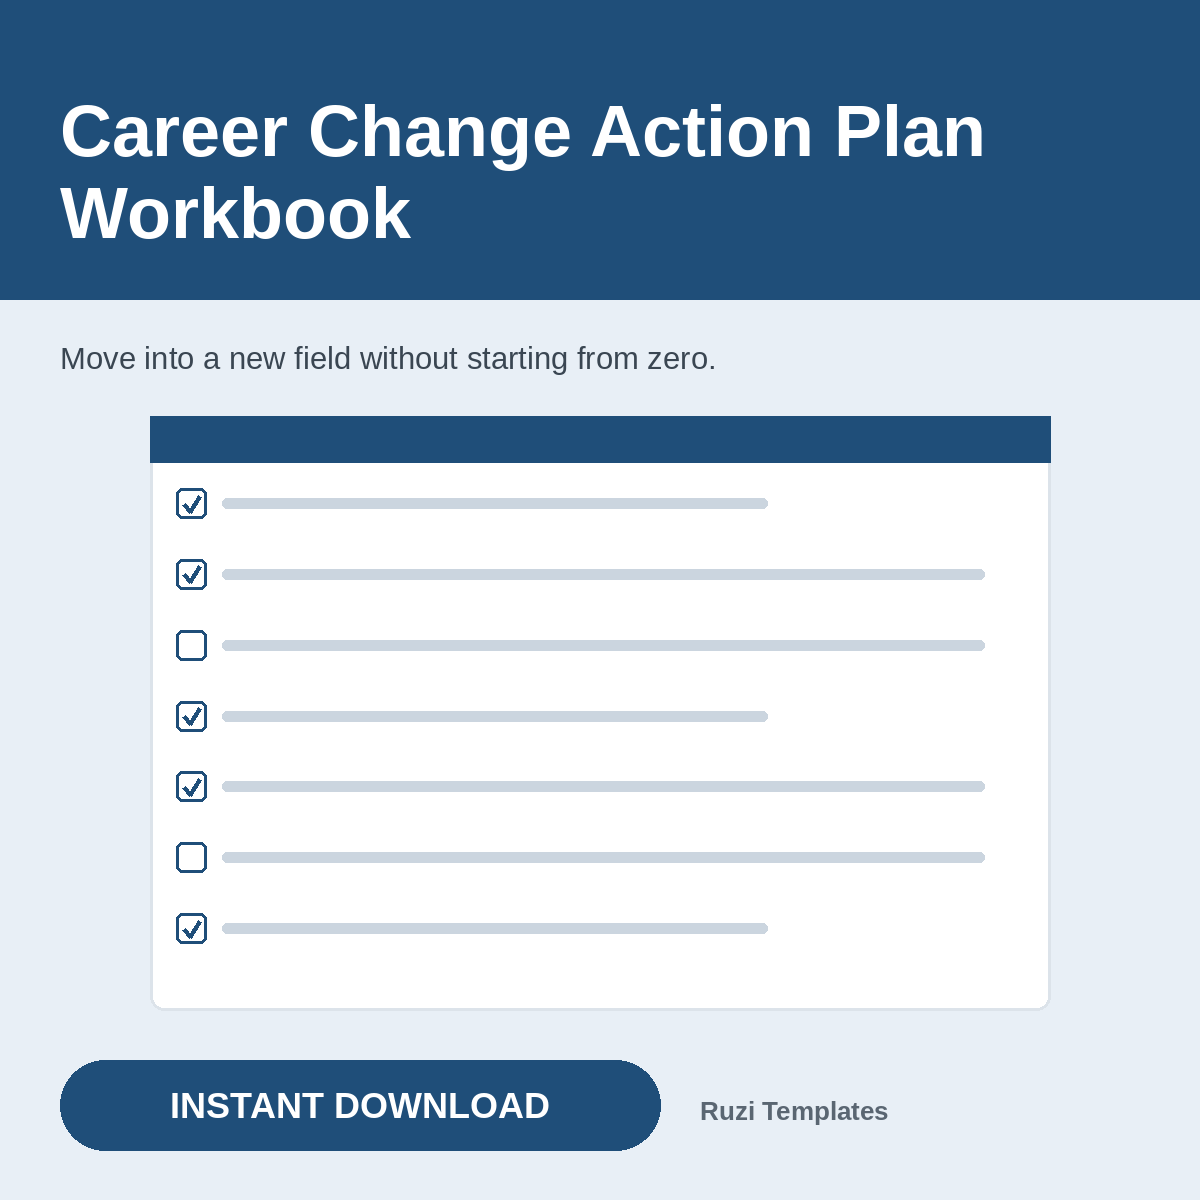 Career Change Action Plan
Workbook
Move into a new field without starting from zero.
INSTANT DOWNLOAD
Ruzi Templates